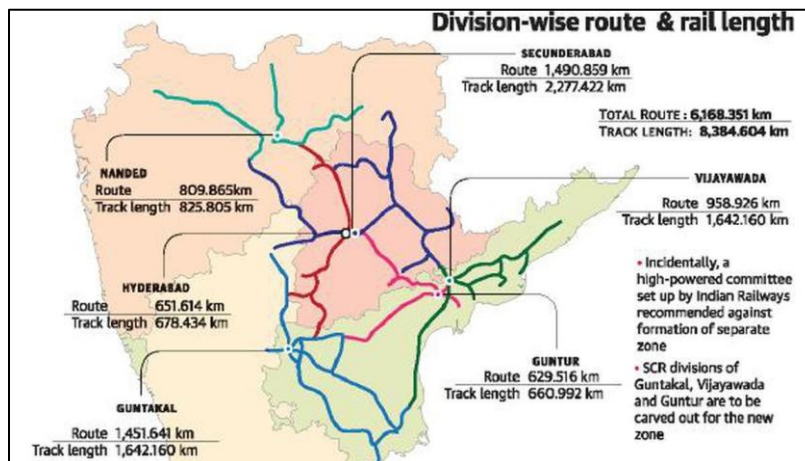 Division-wise route & rail length
SECUNDERABAD
Route 1,490.859 km
Track length 2,277.422 km
TOTAL ROUTE : 6,168.351 km
TRACK LENGTH: 8,384.604 km
NANDED
Route 809.865km
Track length 825.805 km
VIJAYAWADA
Route 958.926 km
Track length 1,642.160 km
HYDERABAD
Route 651.614 km
Track length 678.434 km
• Incidentally, a
high-powered committee
set up by Indian Railways
recommended against
formation of separate
zone
GUNTUR
Route 629.516 km
Track length 660.992 km
• SCR divisions of
Guntakal, Vijayawada
and Guntur are to be
carved out for the new
zone
GUNTAKAL
Route 1,451.641 km
Track length 1,642.160 km